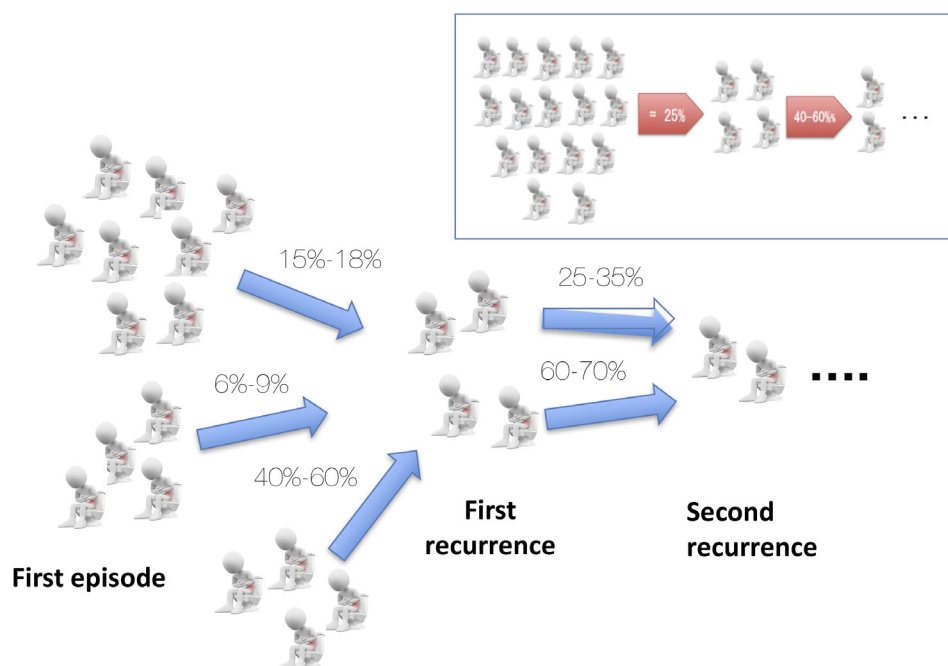 ≈ 25%
40-60%%
...
15%-18%
25-35%
6%-9%
60-70%
....
40%-60%
First
recurrence
Second
recurrence
First episode